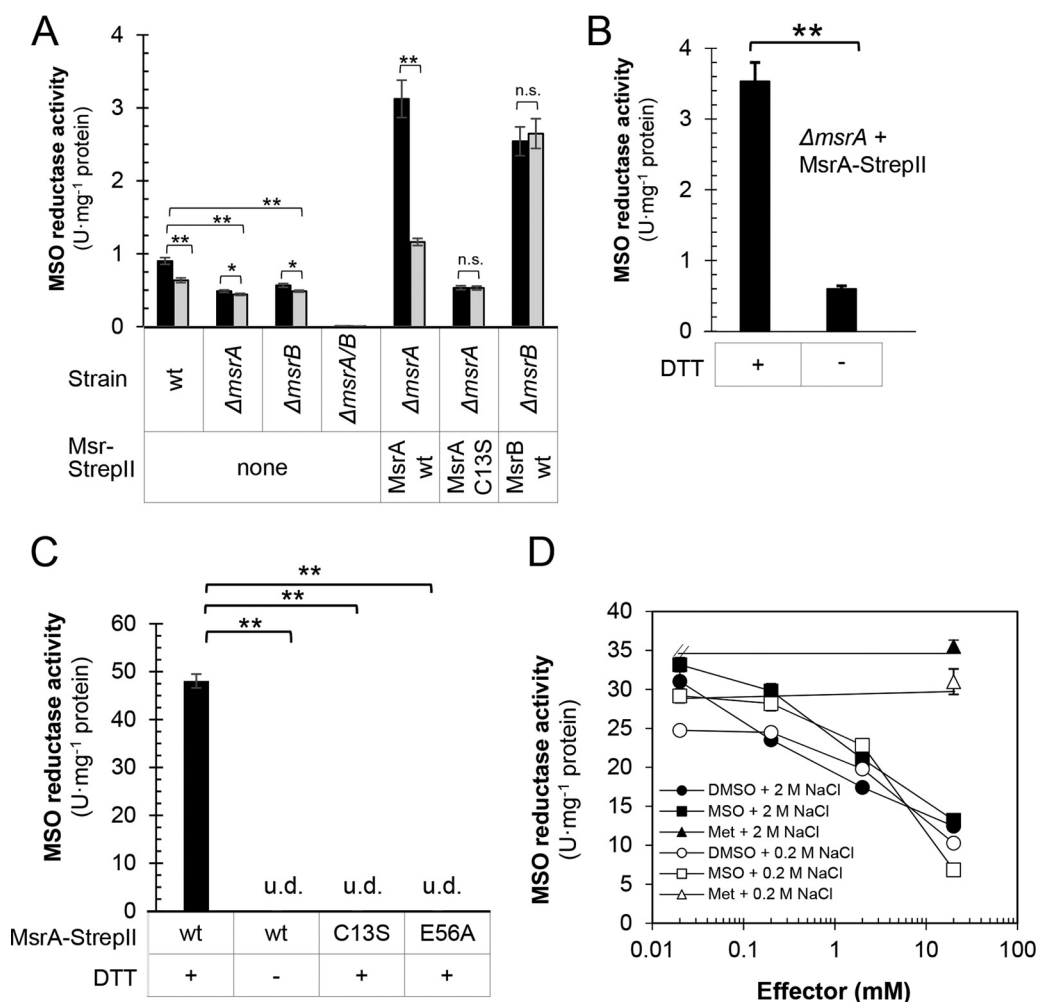 A
MSO reductase activity
(U·mg-1 protein)
4
3
2
1
0
**
**
**
*
*
**
n.s.
n.s.
Strain
wt
ΔmsrA
ΔmsrB
ΔmsrA/B
ΔmsrA
ΔmsrA
ΔmsrB
Msr-
StrepII
none
MsrA
wt
MsrA
C13S
MsrB
wt
B
MSO reductase activity
(U·mg-1 protein)
4
3
2
1
0
**
ΔmsrA +
MsrA-StrepII
DTT
+
-
C
MSO reductase activity
(U·mg-1 protein)
60
50
40
30
20
10
0
**
**
**
u.d.
u.d.
u.d.
MsrA-StrepII
wt
wt
C13S
E56A
DTT
+
-
+
+
D
MSO reductase activity
(U·mg-1 protein)
40
35
30
25
20
15
10
5
0
DMSO + 2 M NaCl
MSO + 2 M NaCl
Met + 2 M NaCl
DMSO + 0.2 M NaCl
MSO + 0.2 M NaCl
Met + 0.2 M NaCl
0.01
0.1
1
10
100
Effector (mM)